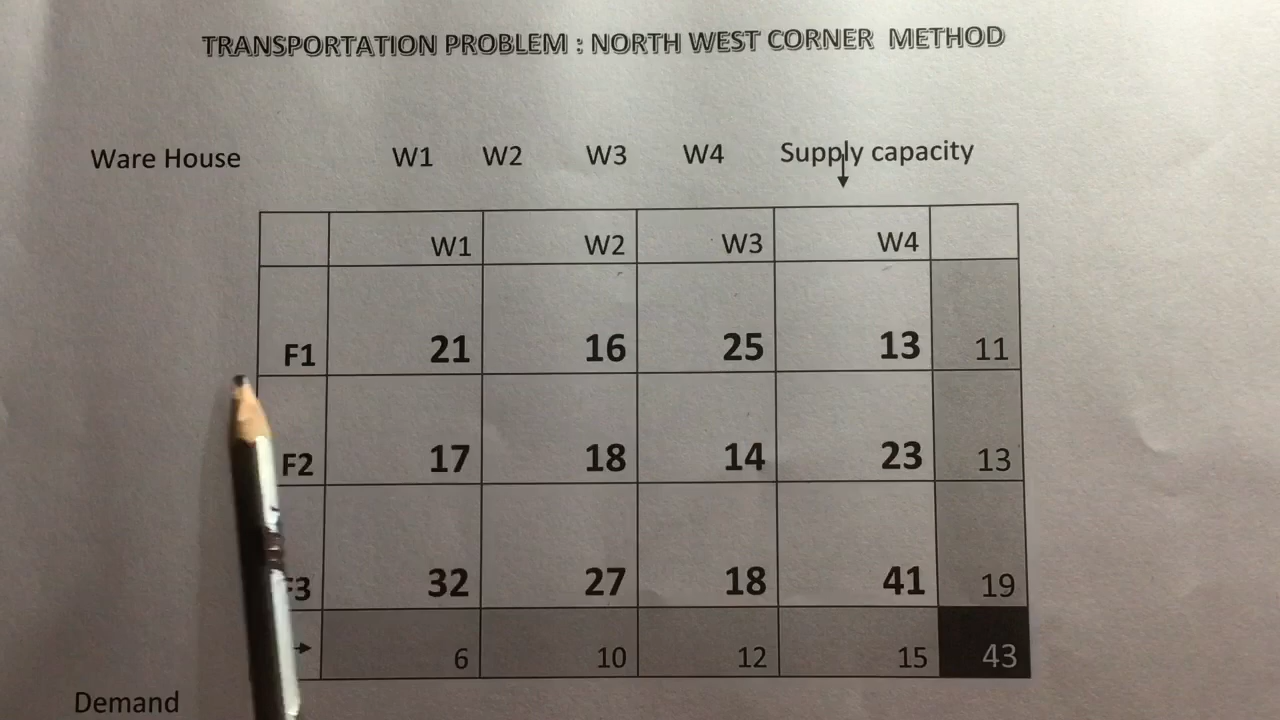 TRANSPORTATION PROBLEM : NORTH WEST CORNER METHOD
Ware House W1 W2 W3 W4 Supply capacity
W1 W2 W3 W4
F1 21 16 25 13 11
F2 17 18 14 23 13
F3 32 27 18 41 19
6 10 12 15 43
Demand